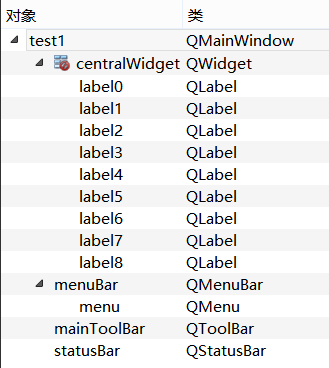 对象 类
test1 QMainWindow
centralWidget QWidget
label0 QLabel
label1 QLabel
label2 QLabel
label3 QLabel
label4 QLabel
label5 QLabel
label6 QLabel
label7 QLabel
label8 QLabel
menuBar QMenuBar
menu QMenu
mainToolBar QToolBar
statusBar QStatusBar